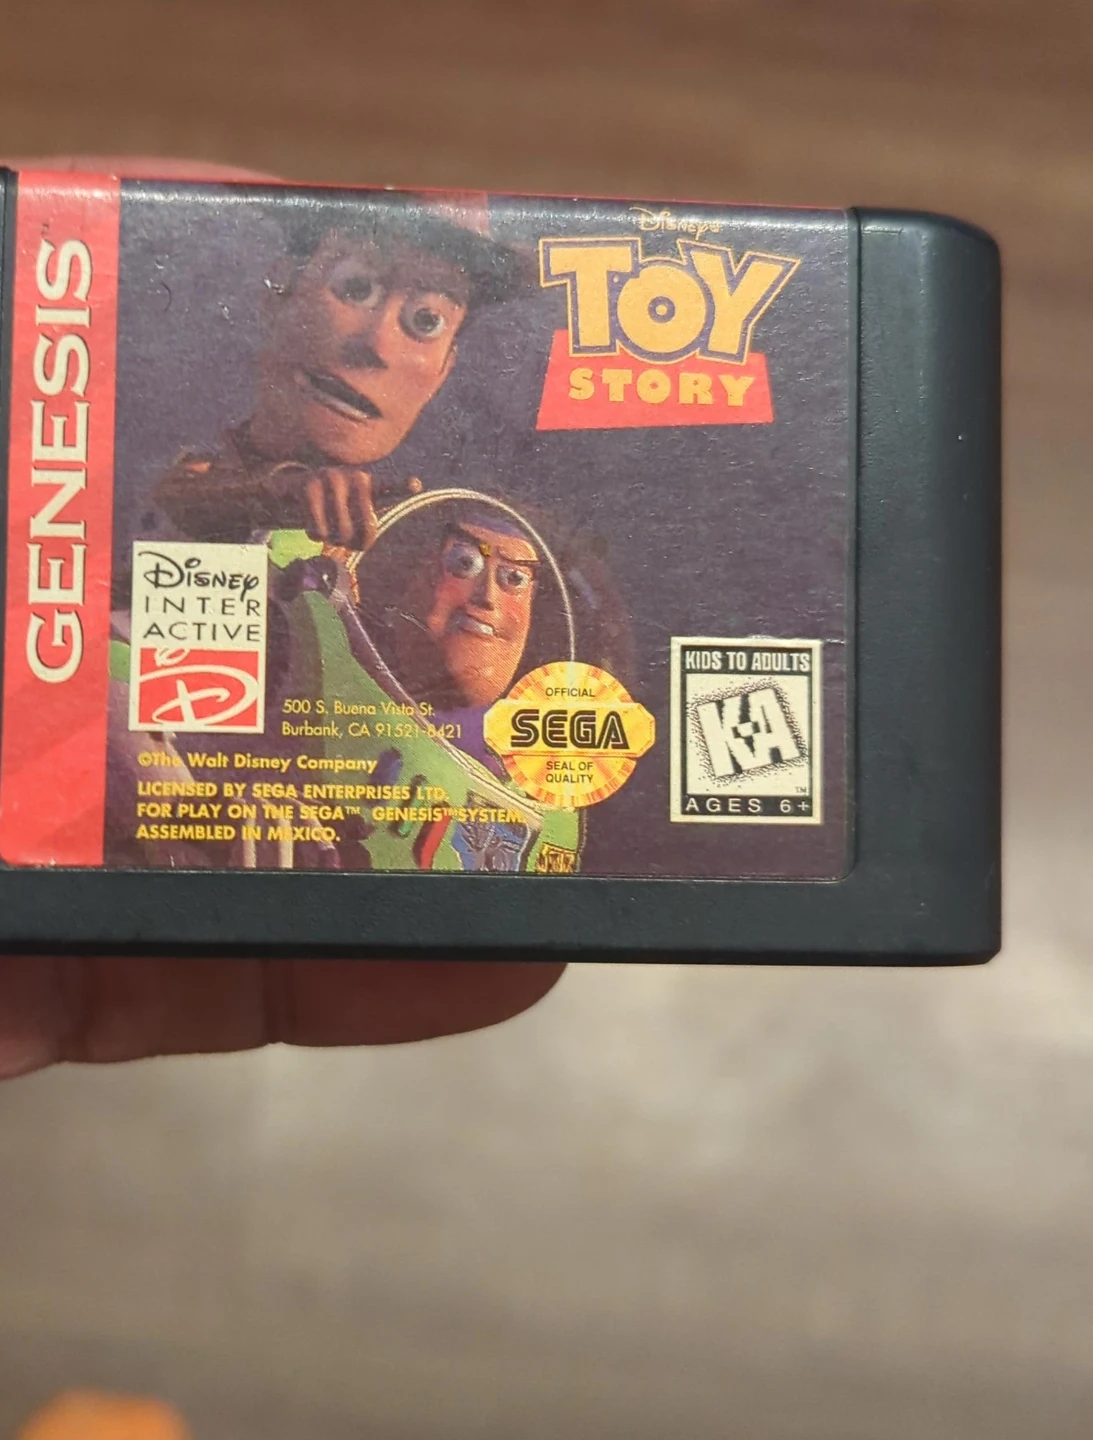 GENESIS™
Disney's
TOY
STORY
Disney
INTER
ACTIVE
D
500 S. Buena Vista St.
Burbank, CA 91521-8421
©The Walt Disney Company
LICENSED BY SEGA ENTERPRISES LTD.
FOR PLAY ON THE SEGA™ GENESIS™ SYSTEM.
ASSEMBLED IN MEXICO.
OFFICIAL
SEGA
SEAL OF
QUALITY
KIDS TO ADULTS
K-A
™
AGES 6+